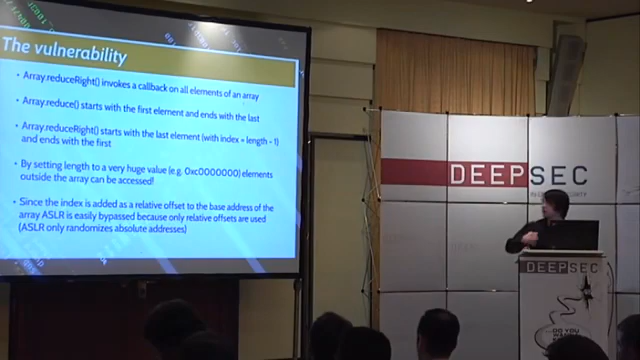 The vulnerability
• Array.reduceRight() invokes a callback on all elements of an array
• Array.reduce() starts with the first element and ends with the last
• Array.reduceRight() starts with the last element (with index = length - 1)
and ends with the first
• By setting length to a very huge value (e.g. 0xc0000000) elements
outside the array can be accessed!
• Since the index is added as a relative offset to the base address of the
array ASLR is easily bypassed because only relative offsets are used
(ASLR only randomizes absolute addresses)
DEEPSEC
DEEPSEC
DO YOU